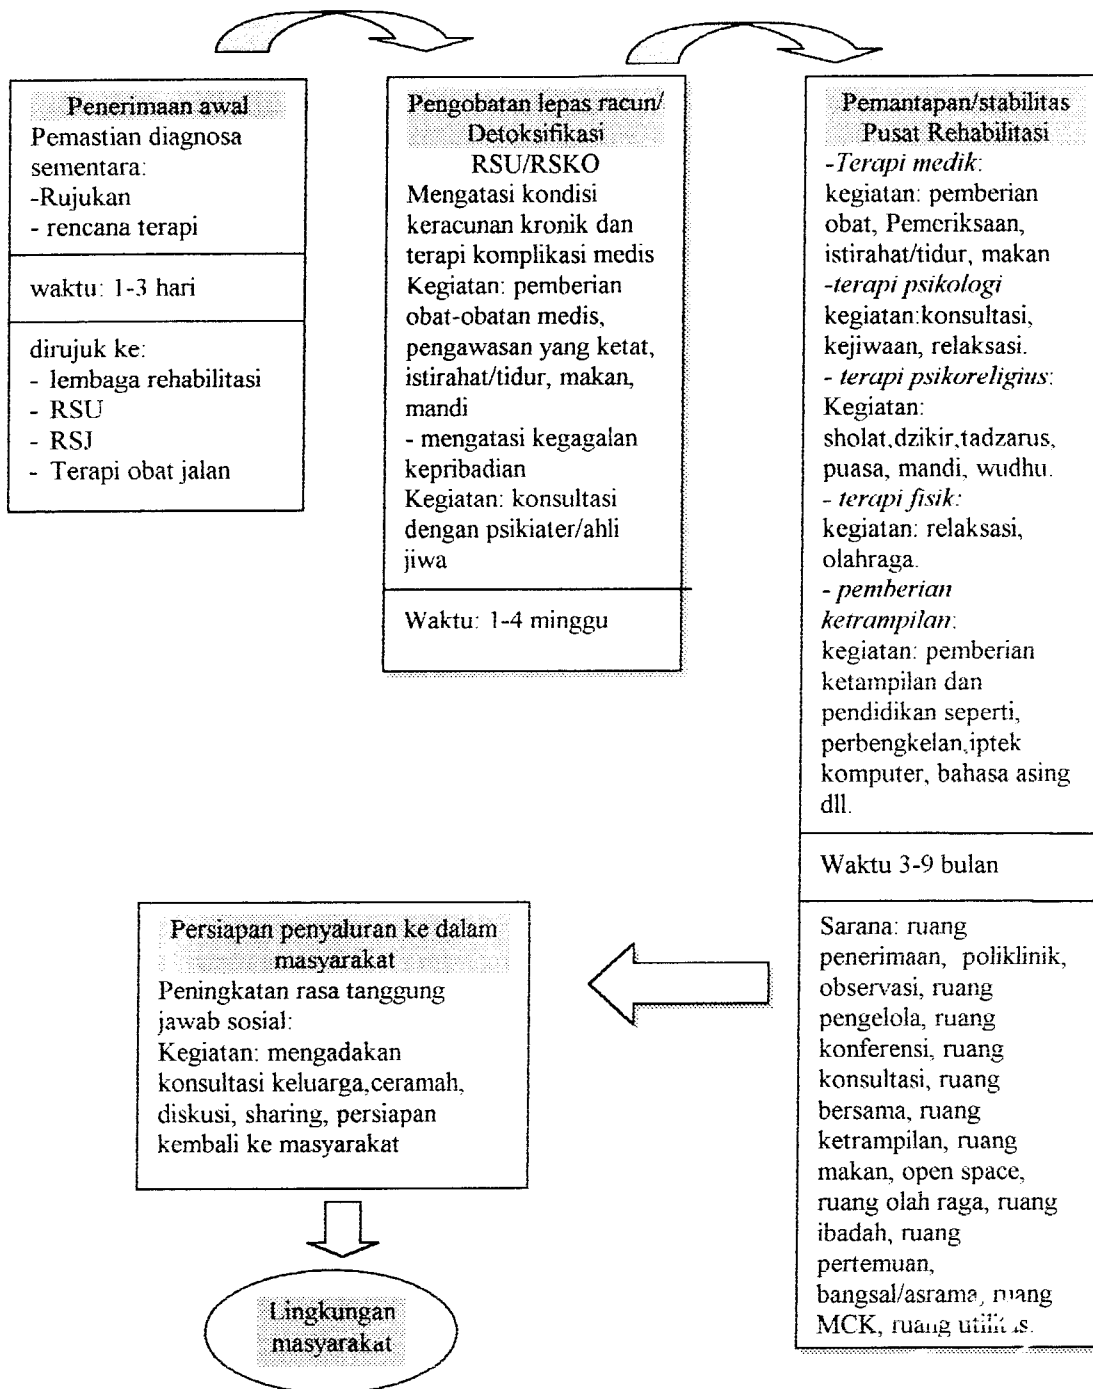 Penerimaan awal
Pemastian diagnosa
sementara:
-Rujukan
- rencana terapi
waktu: 1-3 hari
dirujuk ke:
- lembaga rehabilitasi
- RSU
- RSJ
- Terapi obat jalan
Pengobatan lepas racun/
Detoksifikasi
RSU/RSKO
Mengatasi kondisi
keracunan kronik dan
terapi komplikasi medis
Kegiatan: pemberian
obat-obatan medis,
pengawasan yang ketat,
istirahat/tidur, makan,
mandi
- mengatasi kegagalan
kepribadian
Kegiatan: konsultasi
dengan psikiater/ahli
jiwa
Waktu: 1-4 minggu
Pemantapan/stabilitas
Pusat Rehabilitasi
-Terapi medik:
kegiatan: pemberian
obat, Pemeriksaan,
istirahat/tidur, makan
-terapi psikologi
kegiatan:konsultasi,
kejiwaan, relaksasi.
- terapi psikoreligius:
Kegiatan:
sholat,dzikir,tadzarus,
puasa, mandi, wudhu.
- terapi fisik:
kegiatan: relaksasi,
olahraga.
- pemberian
ketrampilan:
kegiatan: pemberian
ketampilan dan
pendidikan seperti,
perbengkelan,iptek
komputer, bahasa asing
dll.
Waktu 3-9 bulan
Sarana: ruang
penerimaan, poliklinik,
observasi, ruang
pengelola, ruang
konferensi, ruang
konsultasi, ruang
bersama, ruang
ketrampilan, ruang
makan, open space,
ruang olah raga, ruang
ibadah, ruang
pertemuan,
bangsal/asrama, ruang
MCK, ruang utilitas.
Persiapan penyaluran ke dalam
masyarakat
Peningkatan rasa tanggung
jawab sosial:
Kegiatan: mengadakan
konsultasi keluarga,ceramah,
diskusi, sharing, persiapan
kembali ke masyarakat
Lingkungan
masyarakat